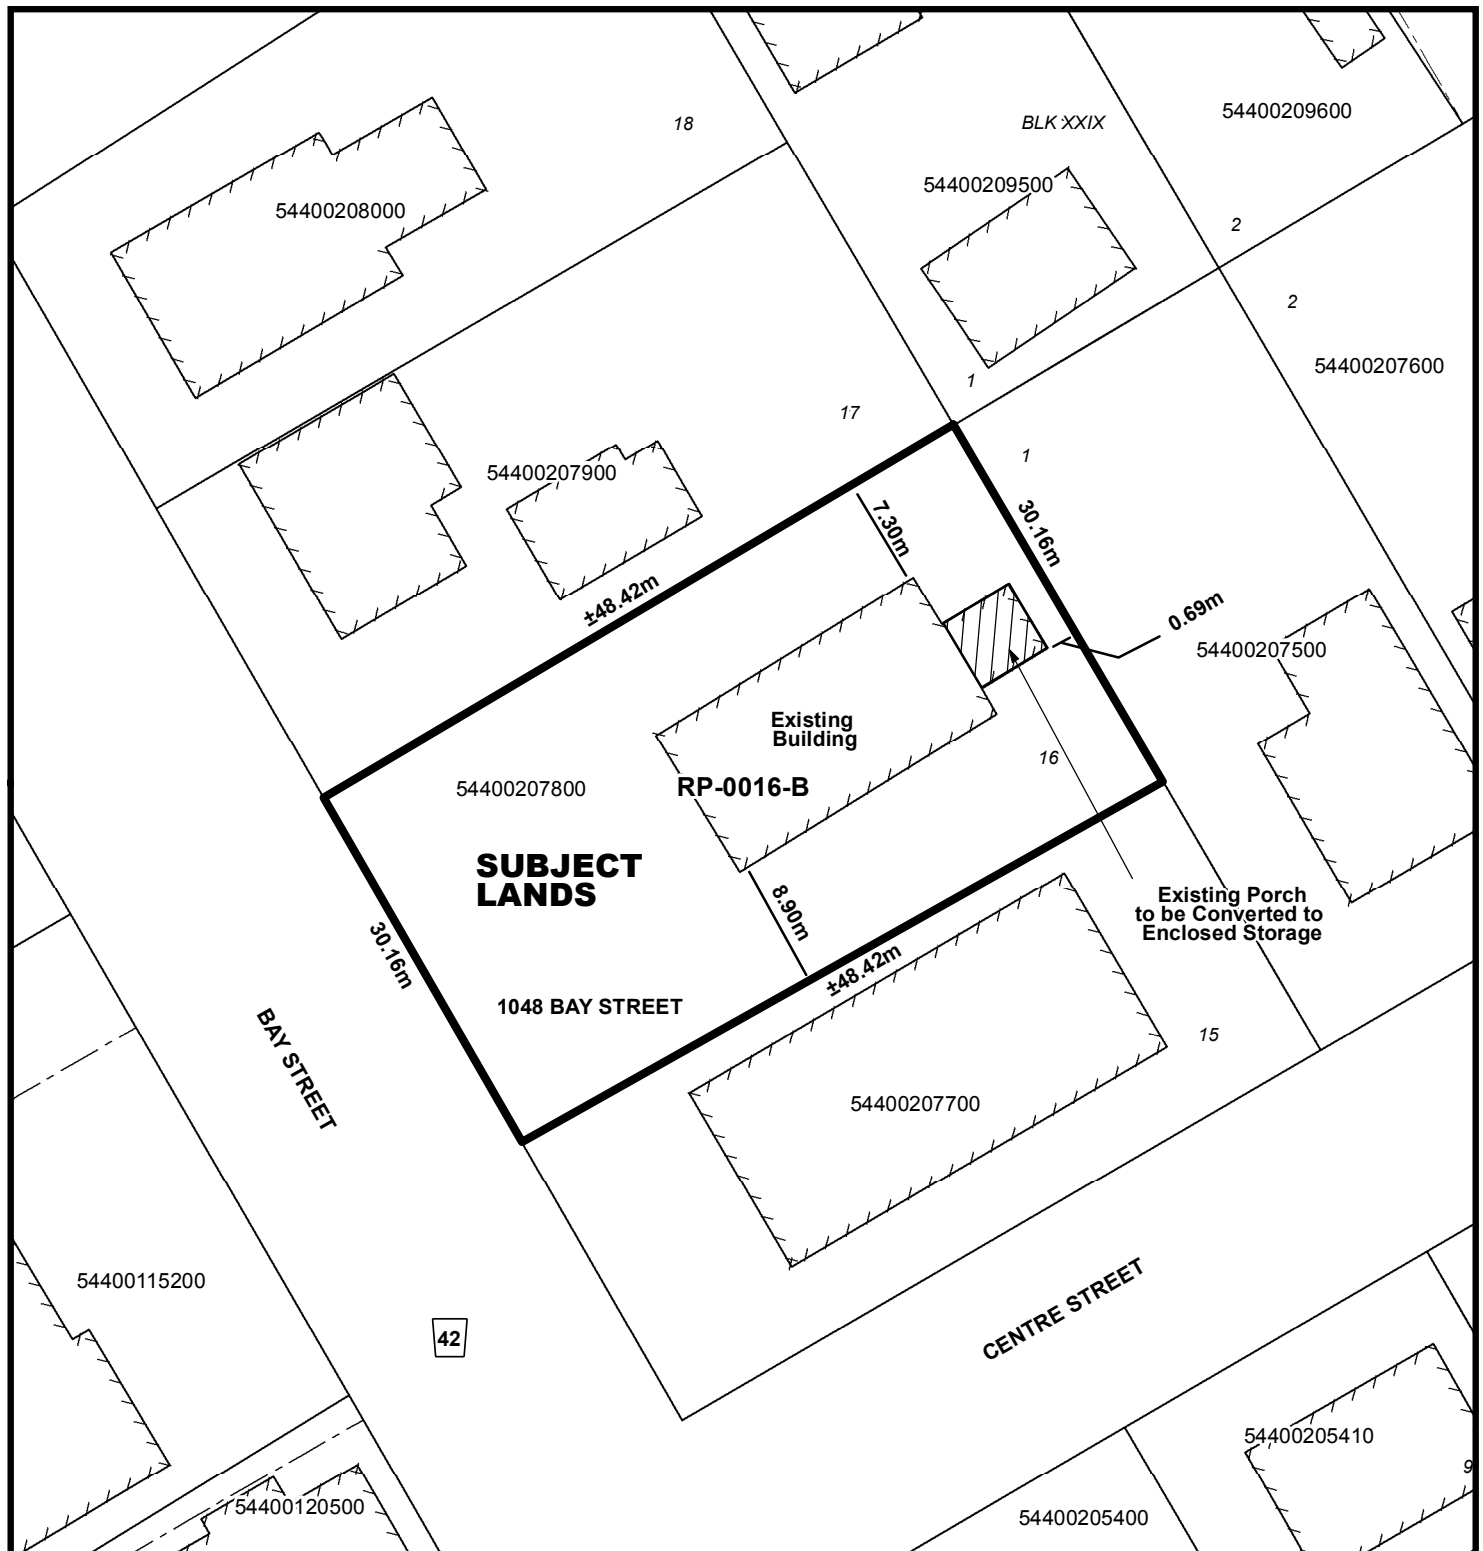 18
BLK XXIX
54400209600
54400209500
54400208000
2
2
54400207600
1
17
1
54400207900
7.30m
30.16m
±48.42m
0.69m
54400207500
Existing
Building
16
54400207800
RP-0016-B
SUBJECT
LANDS
Existing Porch
to be Converted to
Enclosed Storage
8.90m
30.16m
±48.42m
1048 BAY STREET
BAY STREET
15
54400207700
54400115200
CENTRE STREET
42
54400205410
9
54400120500
54400205400